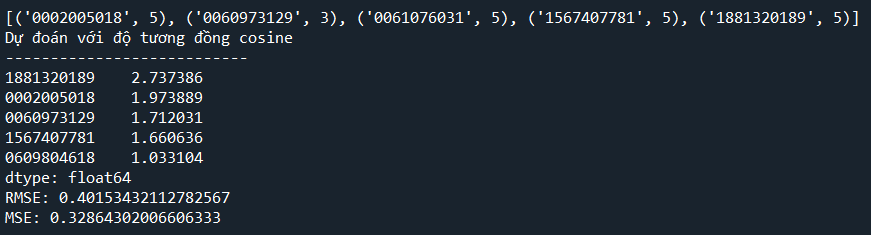 [('0002005018', 5), ('0060973129', 3), ('0061076031', 5), ('1567407781', 5), ('1881320189', 5)]
Dự đoán với độ tương đồng cosine
---------------------------
1881320189    2.737386
0002005018    1.973889
0060973129    1.712031
1567407781    1.660636
0609804618    1.033104
dtype: float64
RMSE: 0.40153432112782567
MSE: 0.32864302006606333